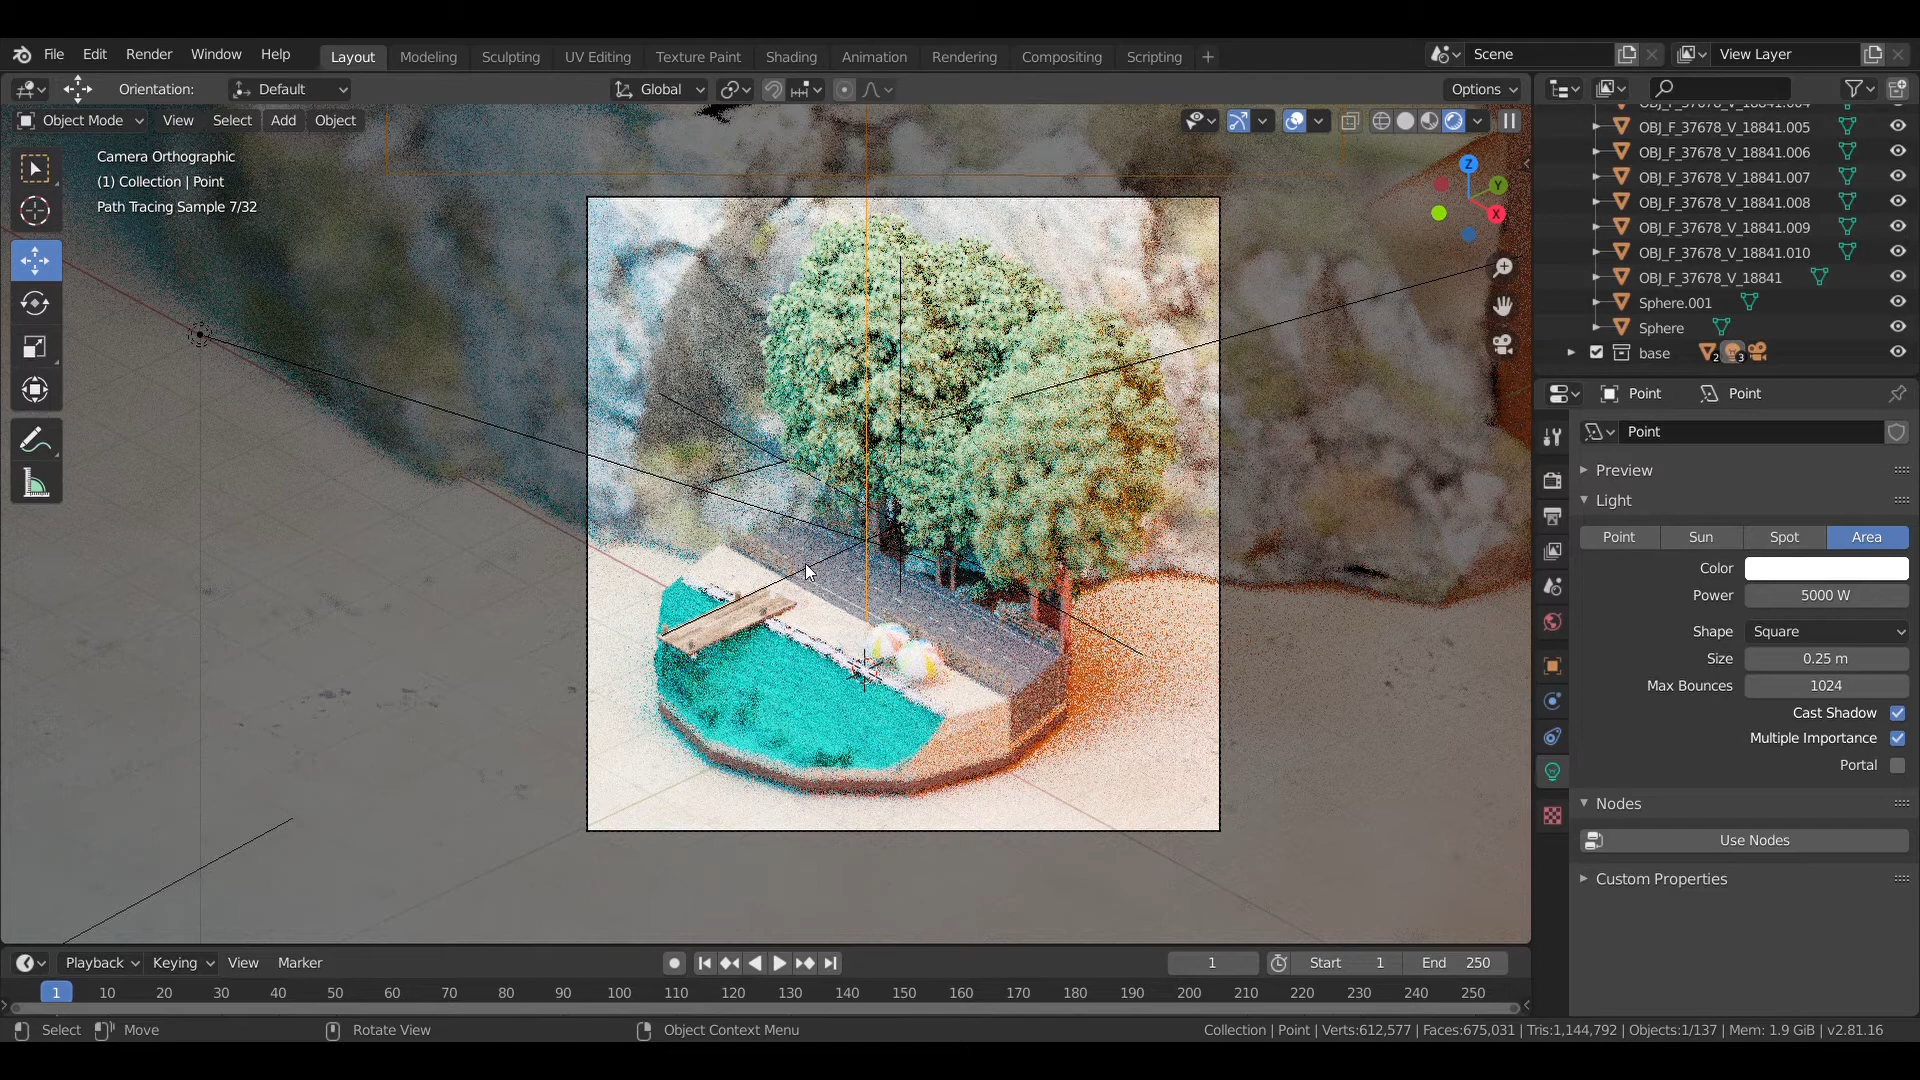 File Edit Render Window Help Layout Modeling Sculpting UV Editing Texture Paint Shading Animation Rendering Compositing Scripting + Scene View Layer
Orientation: Default Global Options
Object Mode View Select Add Object
Camera Orthographic
(1) Collection | Point
Path Tracing Sample 7/32
Z
Y
X
OBJ_F_37678_V_18841.004
OBJ_F_37678_V_18841.005
OBJ_F_37678_V_18841.006
OBJ_F_37678_V_18841.007
OBJ_F_37678_V_18841.008
OBJ_F_37678_V_18841.009
OBJ_F_37678_V_18841.010
OBJ_F_37678_V_18841
Sphere.001
Sphere
base 2 3
Point Point
Point
Preview
Light
Point Sun Spot Area
Color
Power 5000 W
Shape Square
Size 0.25 m
Max Bounces 1024
Cast Shadow
Multiple Importance
Portal
Nodes
Use Nodes
Custom Properties
Playback Keying View Marker 1 Start 1 End 250
1 10 20 30 40 50 60 70 80 90 100 110 120 130 140 150 160 170 180 190 200 210 220 230 240 250
Select Move Rotate View Object Context Menu Collection | Point | Verts:612,577 | Faces:675,031 | Tris:1,144,792 | Objects:1/137 | Mem: 1.9 GiB | v2.81.16